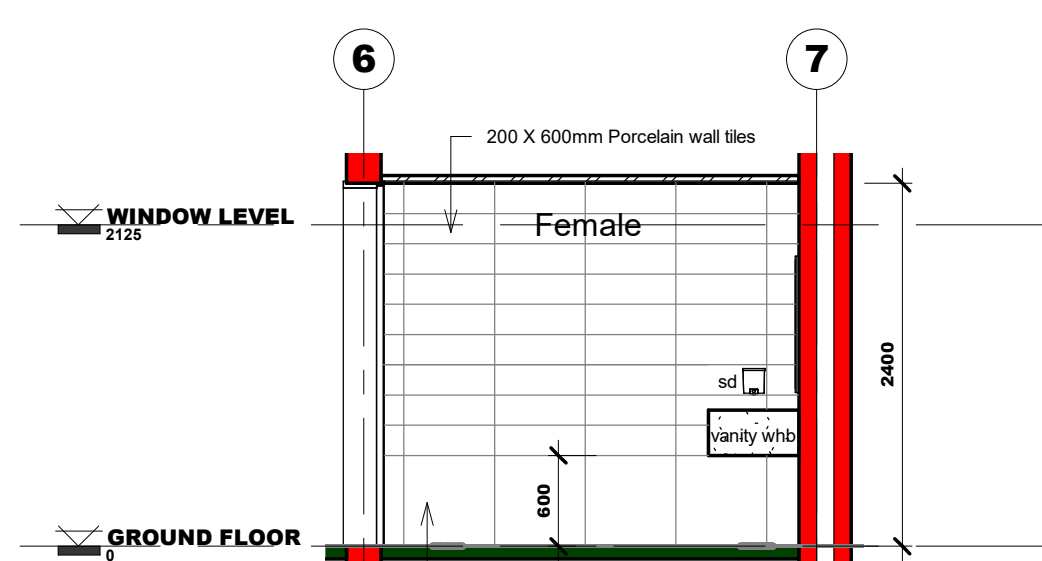 6
7
200 X 600mm Porcelain wall tiles
WINDOW LEVEL
2125
Female
2400
sd
vanity whb
600
GROUND FLOOR
0